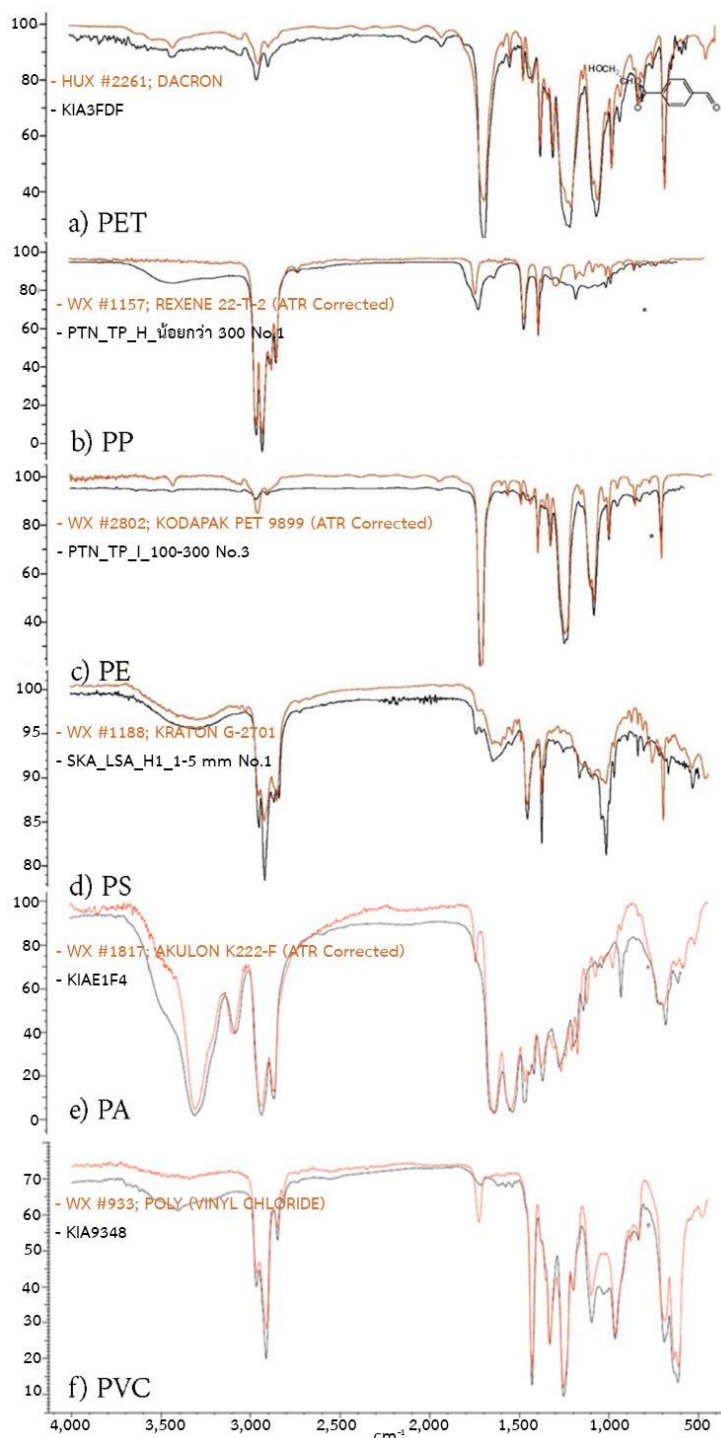 100
80
60
40
- HUX #2261; DACRON
- KIA3FDF
HOCH₂
CH₂O
O
O
a) PET
100
80
60
40
20
0
- WX #1157; REXENE 22-T-2 (ATR Corrected)
- PTN_TP_H_น้อยกว่า 300 No.1
b) PP
100
80
60
40
- WX #2802; KODAPAK PET 9899 (ATR Corrected)
- PTN_TP_I_100-300 No.3
c) PE
100
95
90
85
80
- WX #1188; KRATON G-2701
- SKA_LSA_H1_1-5 mm No.1
d) PS
100
80
60
40
20
0
- WX #1817; AKULON K222-F (ATR Corrected)
- KIAE1F4
e) PA
70
60
50
40
30
20
10
- WX #933; POLY (VINYL CHLORIDE)
- KIA9348
f) PVC
4,000 3,500 3,000 2,500 2,000 1,500 1,000 500
cm⁻¹